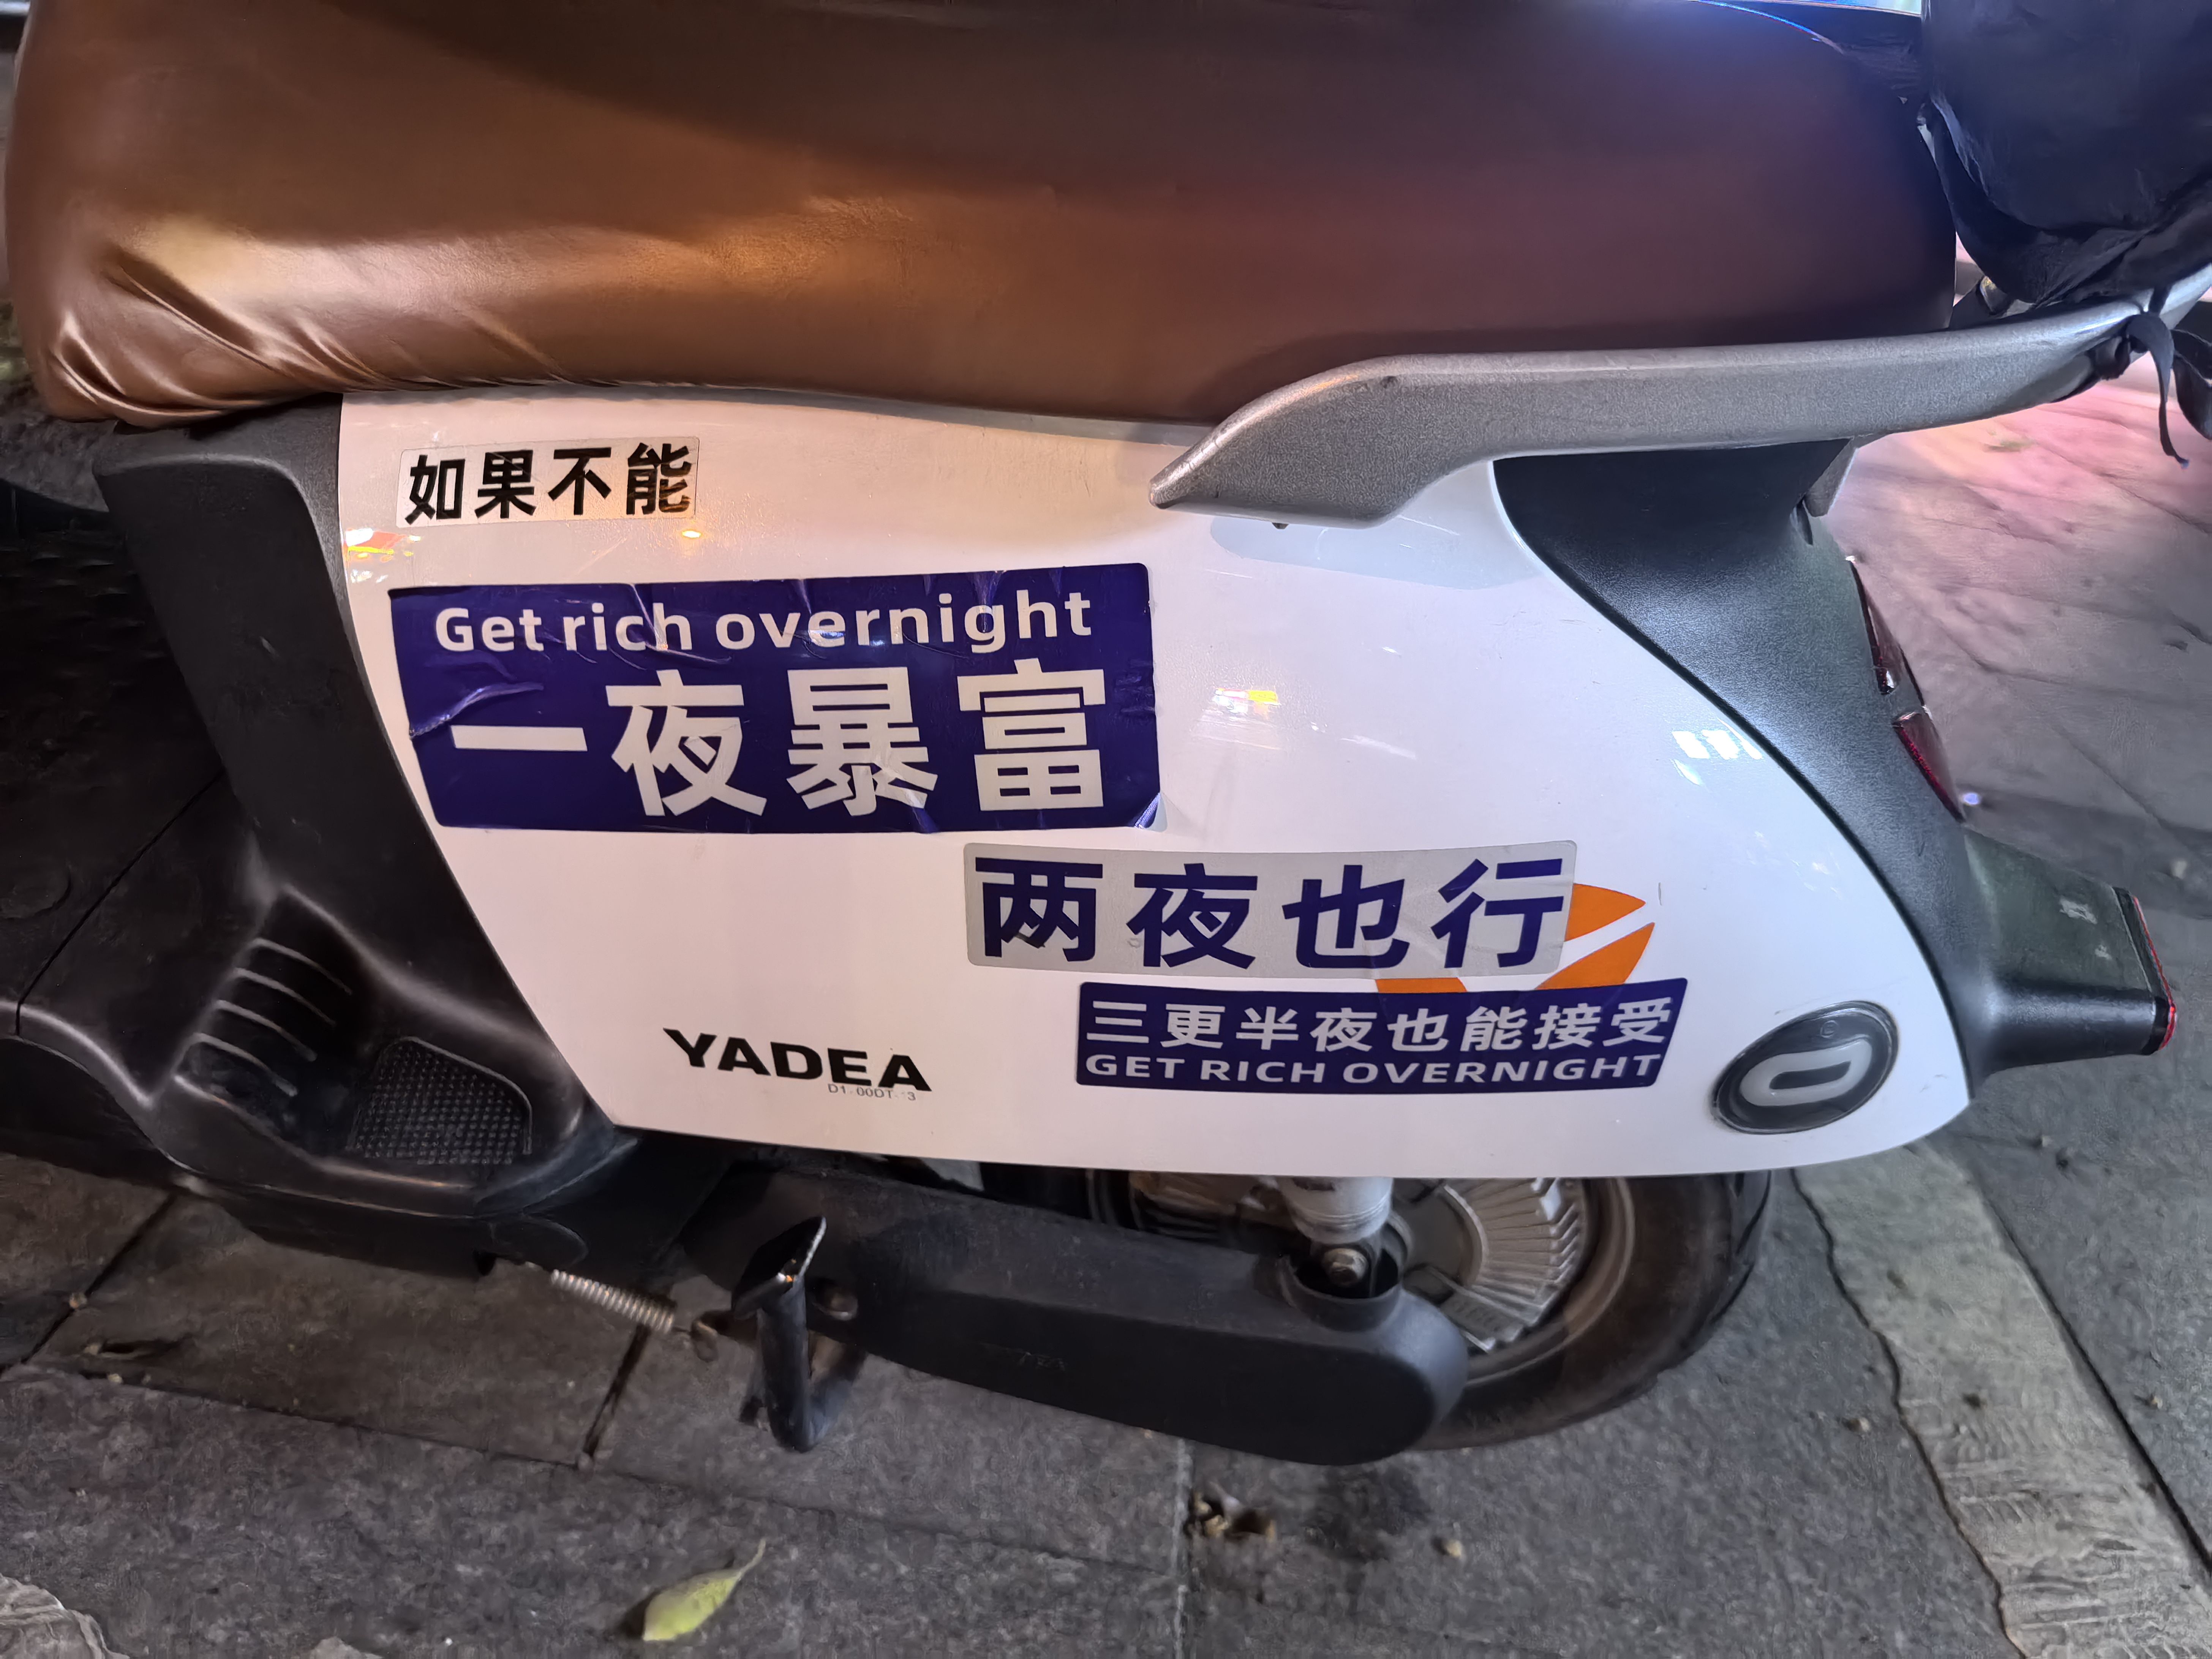 如果不能
Get rich overnight
一夜暴富
两夜也行
三更半夜也能接受
GET RICH OVERNIGHT
YADEA